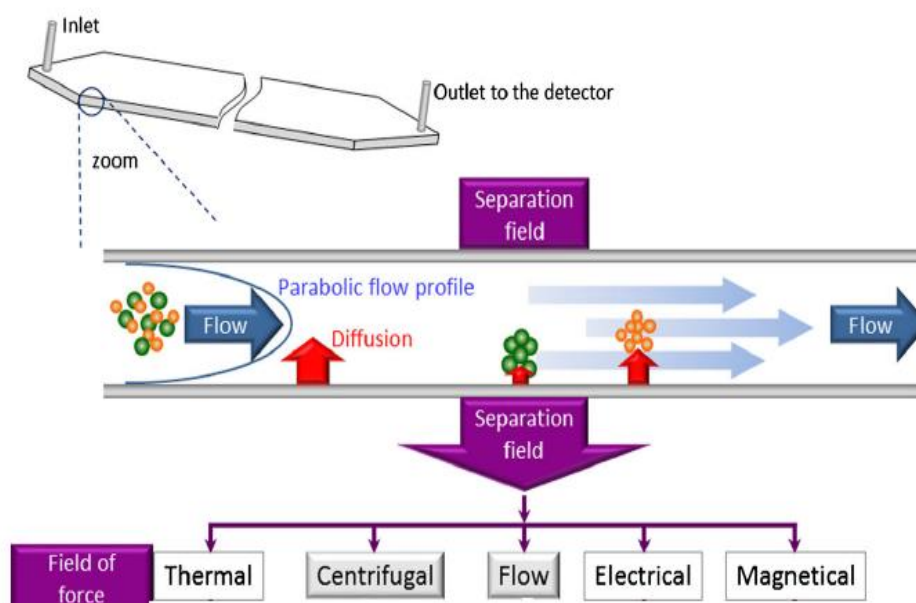 Inlet
Outlet to the detector
zoom
Separation
field
Parabolic flow profile
Flow
Diffusion
Flow
Separation
field
Field of
force
Thermal
Centrifugal
Flow
Electrical
Magnetical